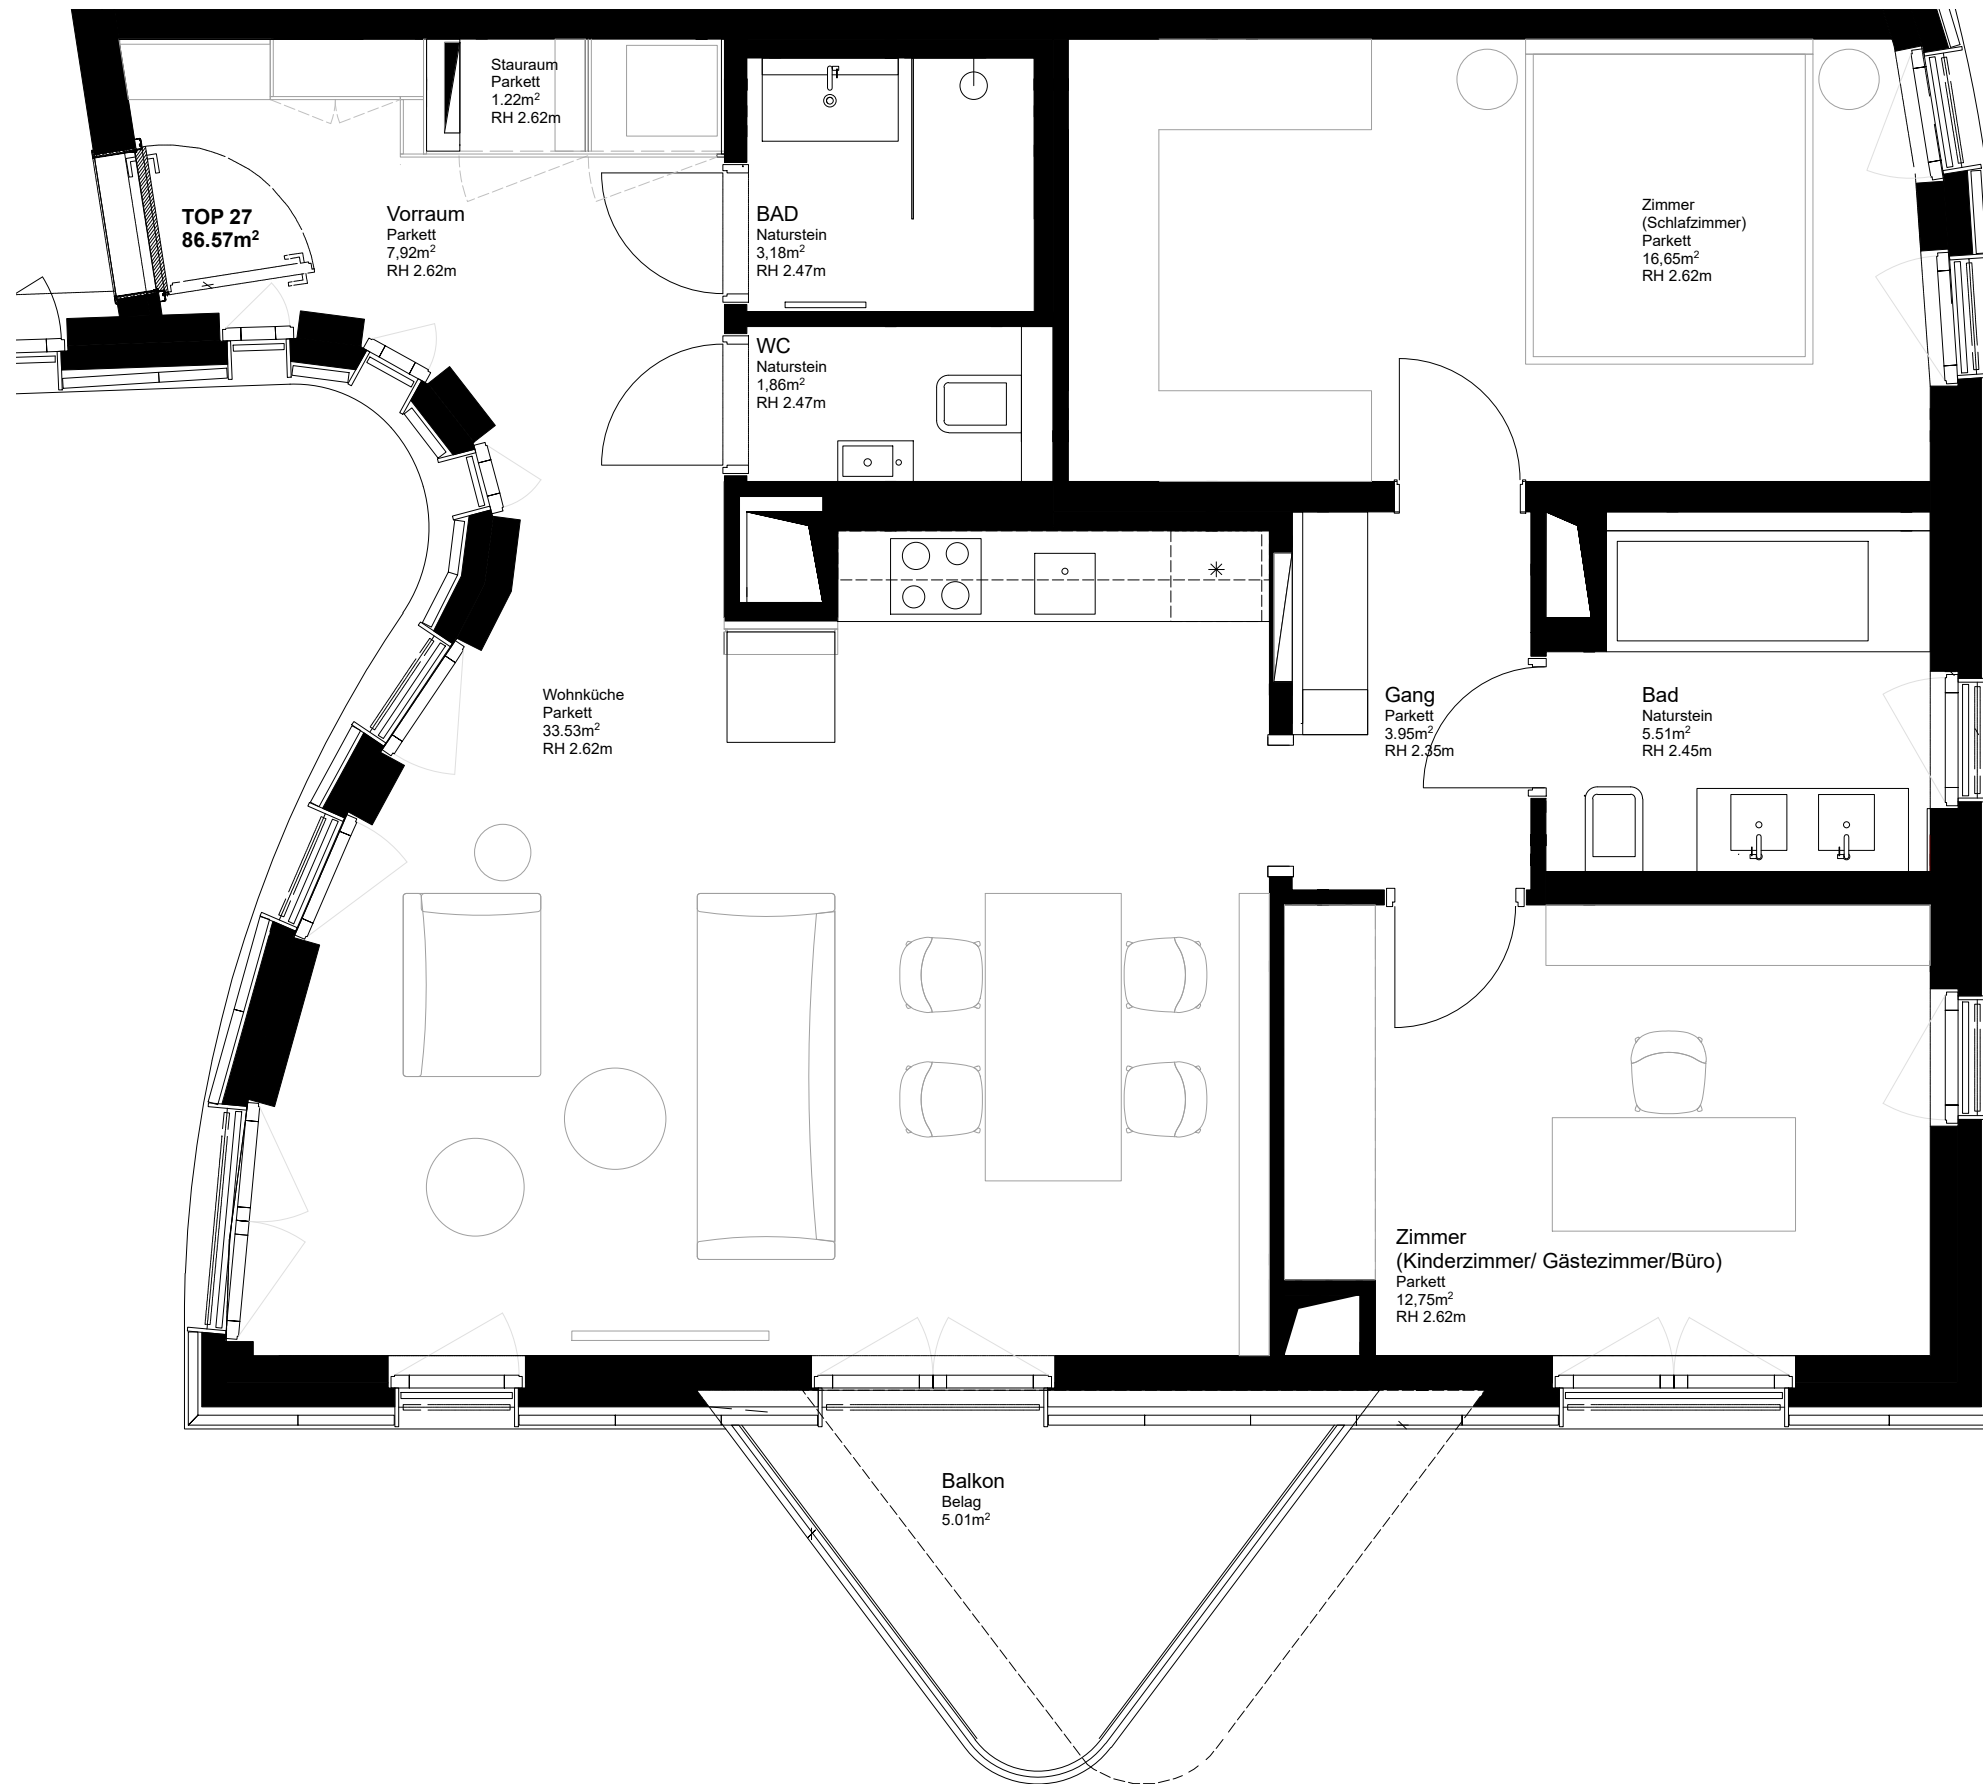 Stauraum
Parkett
1.22m²
RH 2.62m
TOP 27
86.57m²
Vorraum
Parkett
7,92m²
RH 2.62m
BAD
Naturstein
3,18m²
RH 2.47m
Zimmer
(Schlafzimmer)
Parkett
16,65m²
RH 2.62m
WC
Naturstein
1,86m²
RH 2.47m
Wohnküche
Parkett
33.53m²
RH 2.62m
Gang
Parkett
3.95m²
RH 2.35m
Bad
Naturstein
5.51m²
RH 2.45m
Zimmer
(Kinderzimmer/ Gästezimmer/Büro)
Parkett
12,75m²
RH 2.62m
Balkon
Belag
5.01m²